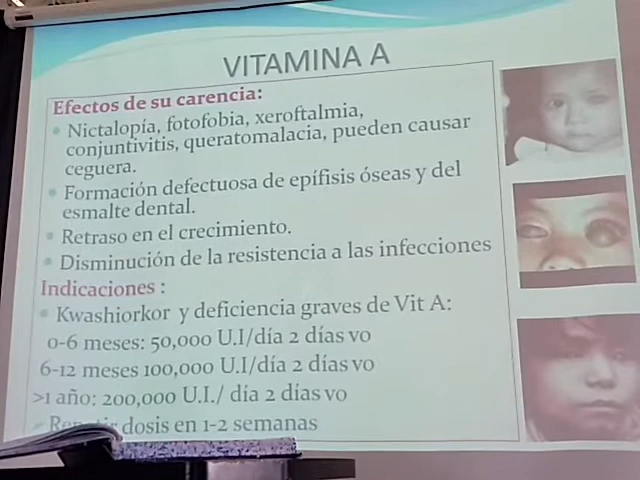 VITAMINA A
Efectos de su carencia:
Nictalopía, fotofobia, xeroftalmia,
conjuntivitis, queratomalacia, pueden causar
ceguera.
Formación defectuosa de epífisis óseas y del
esmalte dental.
Retraso en el crecimiento.
Disminución de la resistencia a las infecciones
Indicaciones :
Kwashiorkor y deficiencia graves de Vit A:
0-6 meses: 50,000 U.I/día 2 días vo
6-12 meses 100,000 U.I/día 2 días vo
>1 año: 200,000 U.I./ día 2 días vo
dosis en 1-2 semanas